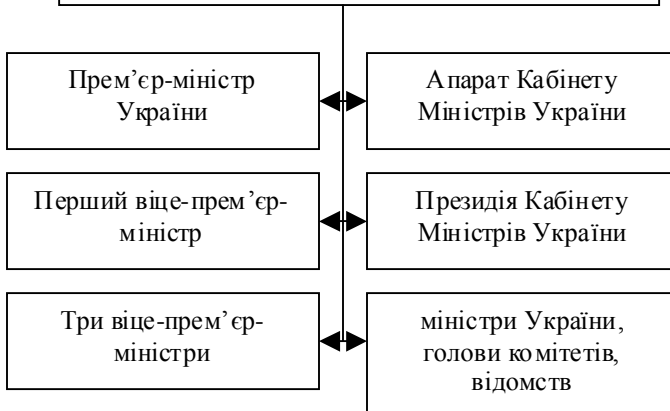 Прем’єр-міністр
України
Апарат Кабінету
Міністрів України
Перший віце-прем’єр-
міністр
Президія Кабінету
Міністрів України
Три віце-прем’єр-
міністри
міністри України,
голови комітетів,
відомств